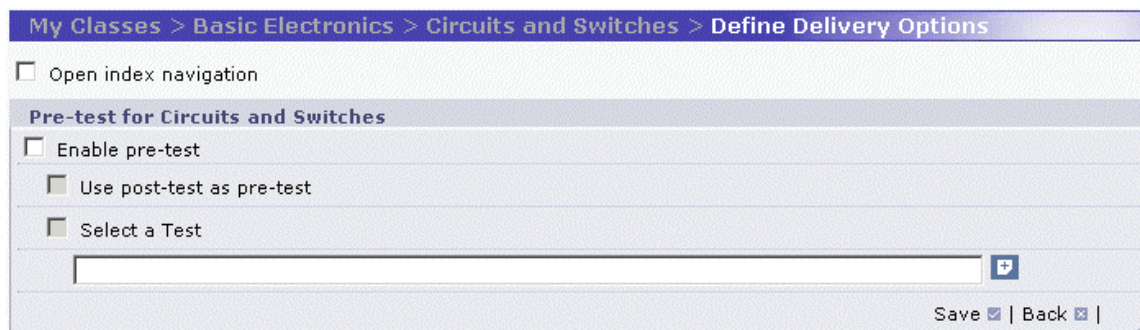 My Classes > Basic Electronics > Circuits and Switches > Define Delivery Options
Open index navigation
Pre-test for Circuits and Switches
Enable pre-test
Use post-test as pre-test
Select a Test
Save | Back |